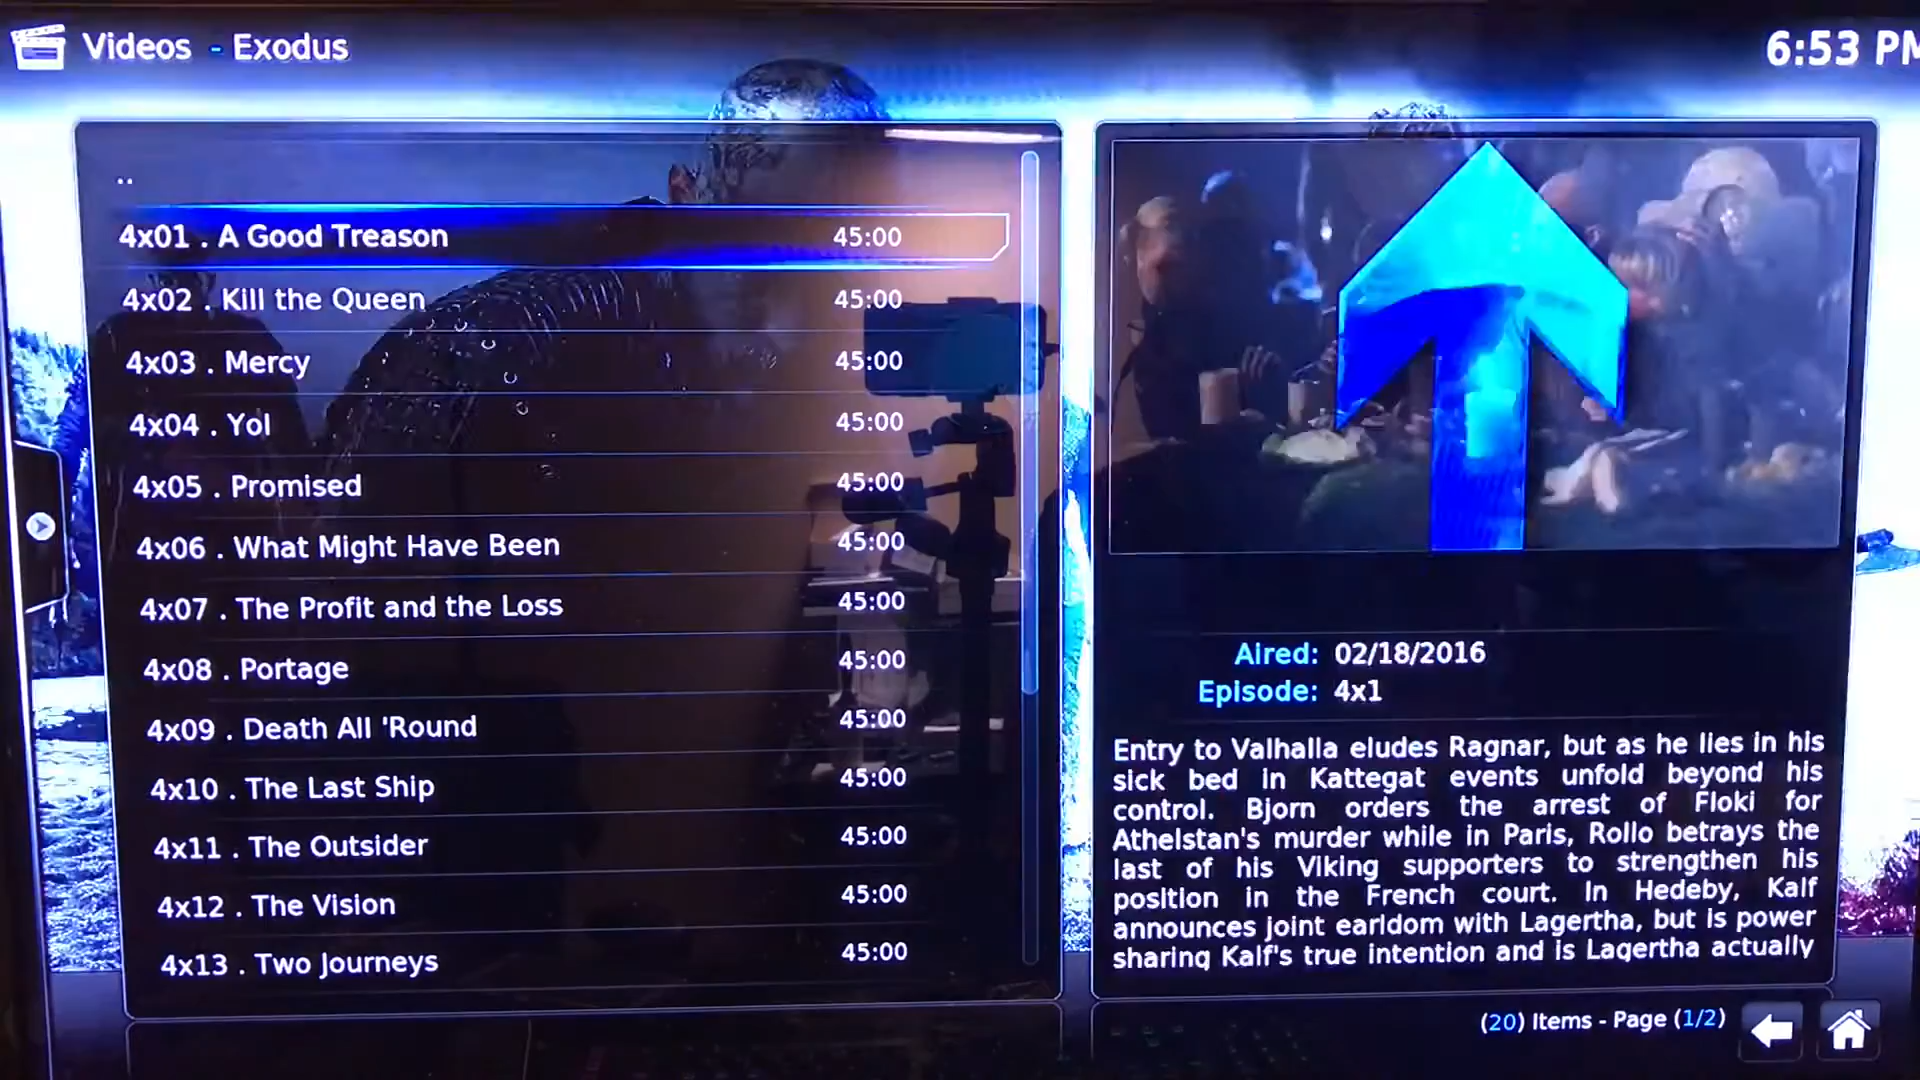 Videos - Exodus
6:53 PM
..
4x01 . A Good Treason 45:00
4x02 . Kill the Queen 45:00
4x03 . Mercy 45:00
4x04 . Yol 45:00
4x05 . Promised 45:00
4x06 . What Might Have Been 45:00
4x07 . The Profit and the Loss 45:00
4x08 . Portage 45:00
4x09 . Death All 'Round 45:00
4x10 . The Last Ship 45:00
4x11 . The Outsider 45:00
4x12 . The Vision 45:00
4x13 . Two Journeys 45:00
Aired: 02/18/2016
Episode: 4x1
Entry to Valhalla eludes Ragnar, but as he lies in his
sick bed in Kattegat events unfold beyond his
control. Bjorn orders the arrest of Floki for
Athelstan's murder while in Paris, Rollo betrays the
last of his Viking supporters to strengthen his
position in the French court. In Hedeby, Kalf
announces joint earldom with Lagertha, but is power
sharing Kalf's true intention and is Lagertha actually
(20) Items - Page (1/2)